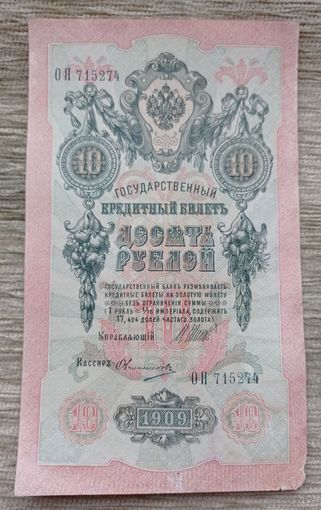 ОЯ 715274
10 10
ГОСУДАРСТВЕННЫЙ
КРЕДИТНЫЙ БИЛЕТЪ
ДЕСЯТЬ
РУБЛЕЙ
ГОСУДАРСТВЕННЫЙ БАНКЪ РАЗМѢНИВАЕТЪ
КРЕДИТНЫЕ БИЛЕТЫ НА ЗОЛОТУЮ МОНЕТУ
БЕЗЪ ОГРАНИЧЕНІЯ СУММЫ
(1 РУБЛЬ = 1/15 ИМПЕРІАЛА, СОДЕРЖИТЪ
17,424 ДОЛЕЙ ЧИСТАГО ЗОЛОТА)
Управляющій
Кассиръ
ОЯ 715274
10 1909 10